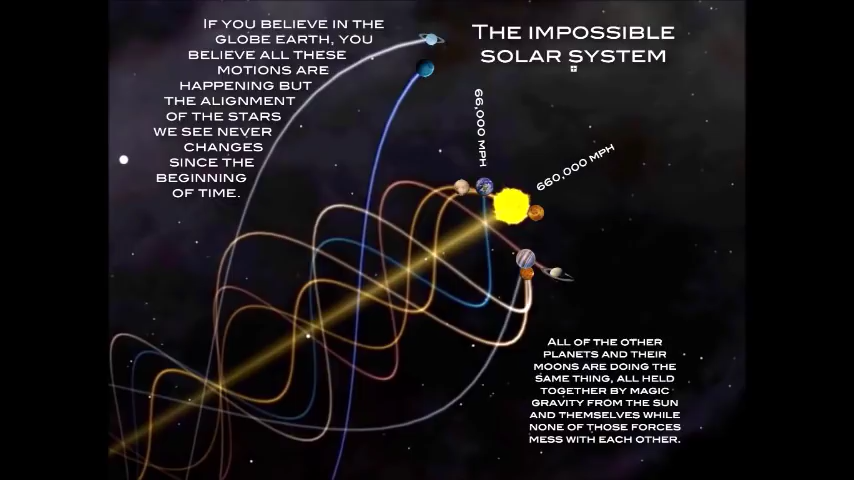 IF YOU BELIEVE IN THE
GLOBE EARTH, YOU
BELIEVE ALL THESE
MOTIONS ARE
HAPPENING BUT
THE ALIGNMENT
OF THE STARS
WE SEE NEVER
CHANGES
SINCE THE
BEGINNING
OF TIME.
THE IMPOSSIBLE
SOLAR SYSTEM
66,000 MPH
660,000 MPH
ALL OF THE OTHER
PLANETS AND THEIR
MOONS ARE DOING THE
SAME THING, ALL HELD
TOGETHER BY MAGIC
GRAVITY FROM THE SUN
AND THEMSELVES WHILE
NONE OF THOSE FORCES
MESS WITH EACH OTHER.